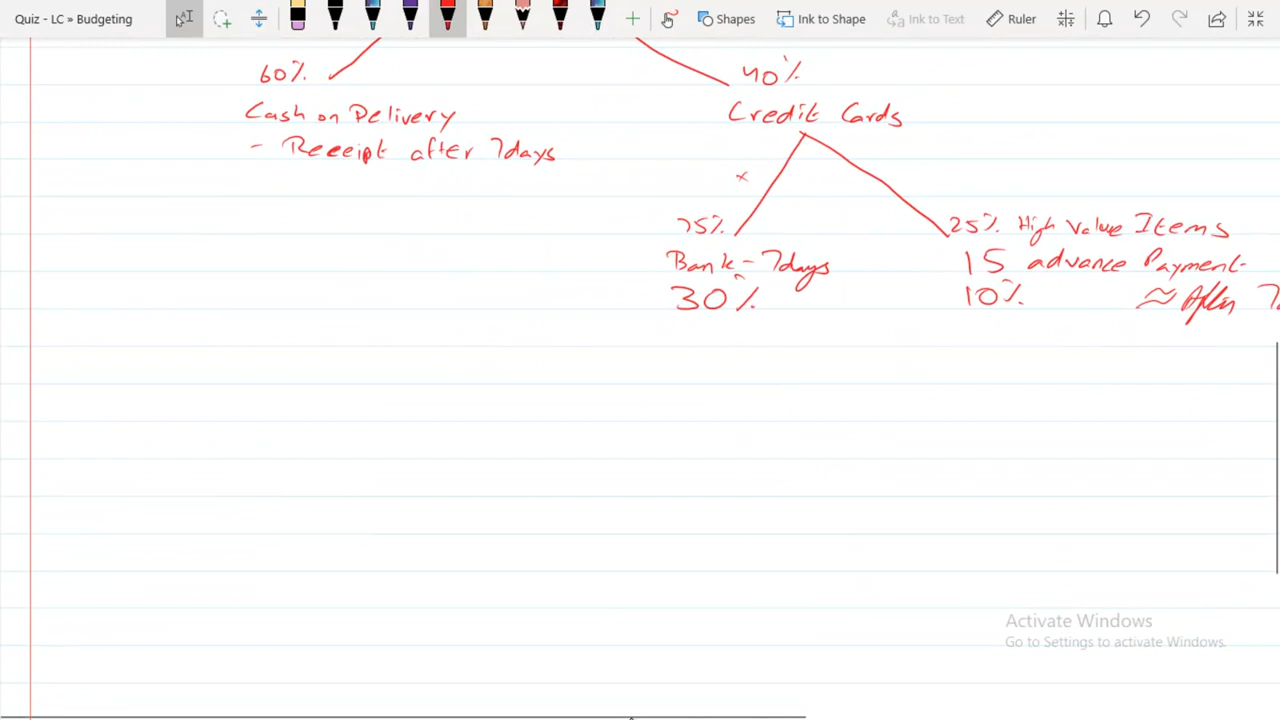 Quiz - LC » Budgeting
Shapes
Ink to Shape
Ink to Text
Ruler
60% 40%
Cash on Delivery Credit Cards
- Receipt after 7days
75% 25% High Value Items
Bank - 7days 15 advance Payment
30% 10% ≈ After 7
Activate Windows
Go to Settings to activate Windows.